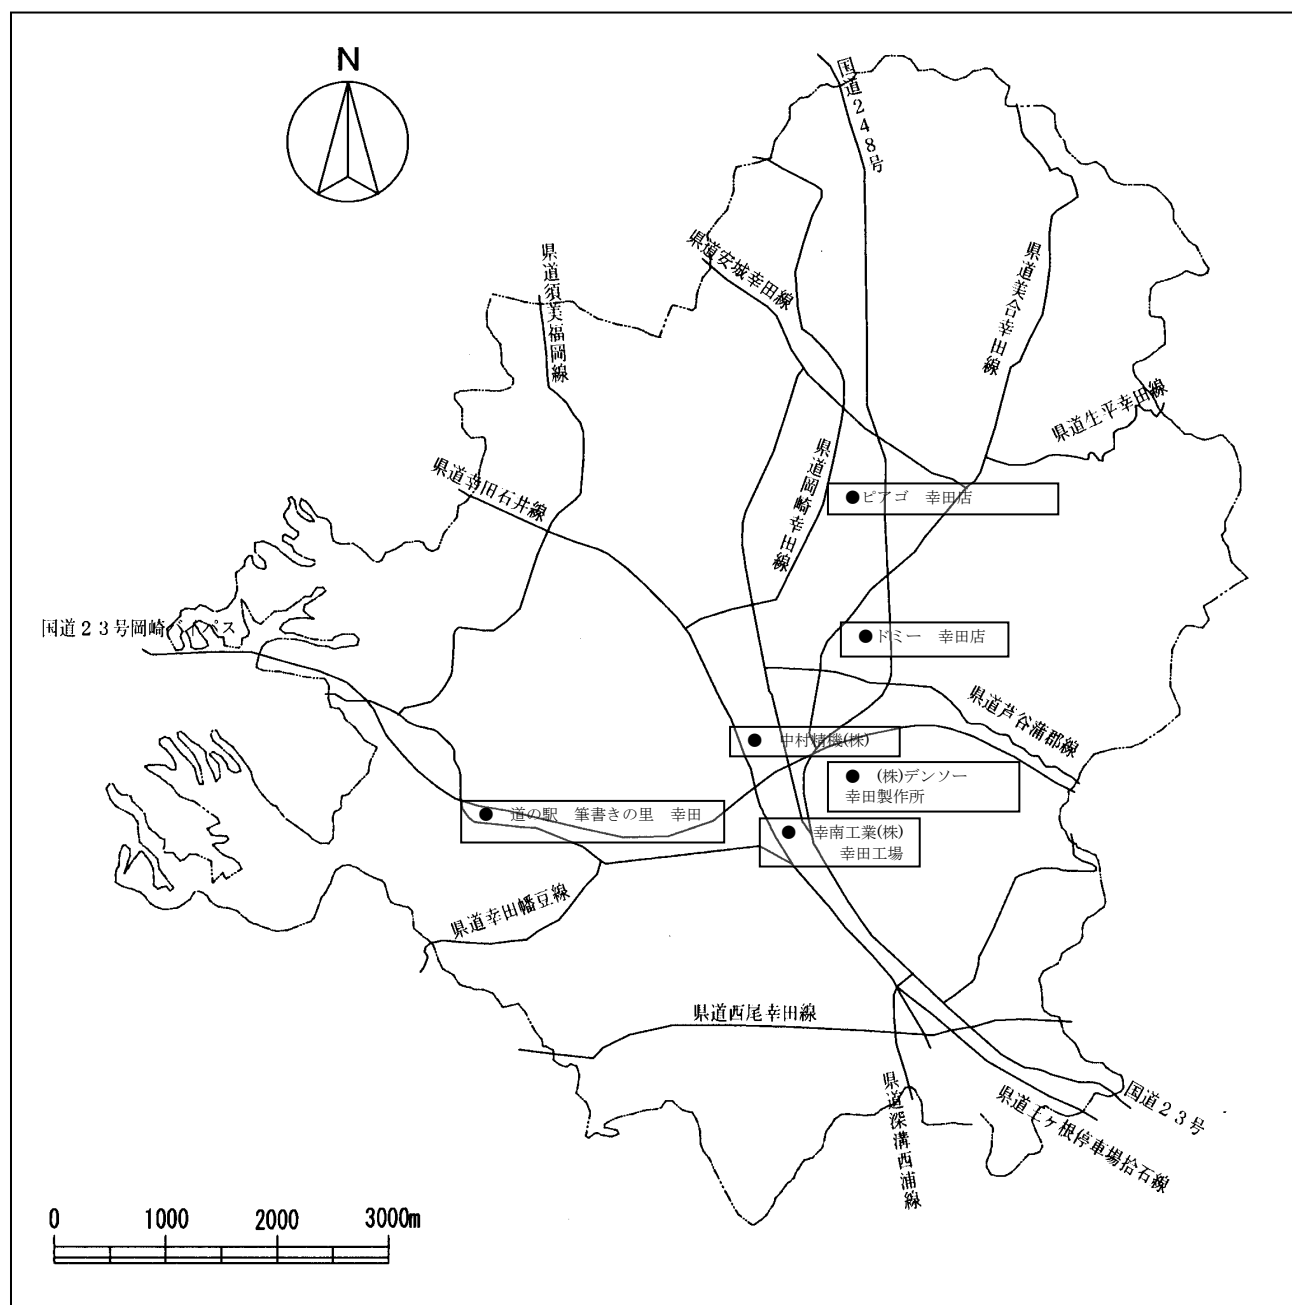 N
国道２４８号
県道安城幸田線
県道須美福岡線
県道美合幸田線
県道生平幸田線
県道岡崎幸田線
県道幸田石井線
●ピアゴ　幸田店
国道２３号岡崎バイパス
●ドミー　幸田店
県道芦谷蒲郡線
●　中村精機(株)
●　(株)デンソー
幸田製作所
●　道の駅　筆書きの里　幸田
●　幸南工業(株)
幸田工場
県道幸田幡豆線
県道西尾幸田線
県道深溝西浦線
国道２３号
県道三ヶ根停車場拾石線
0 1000 2000 3000m